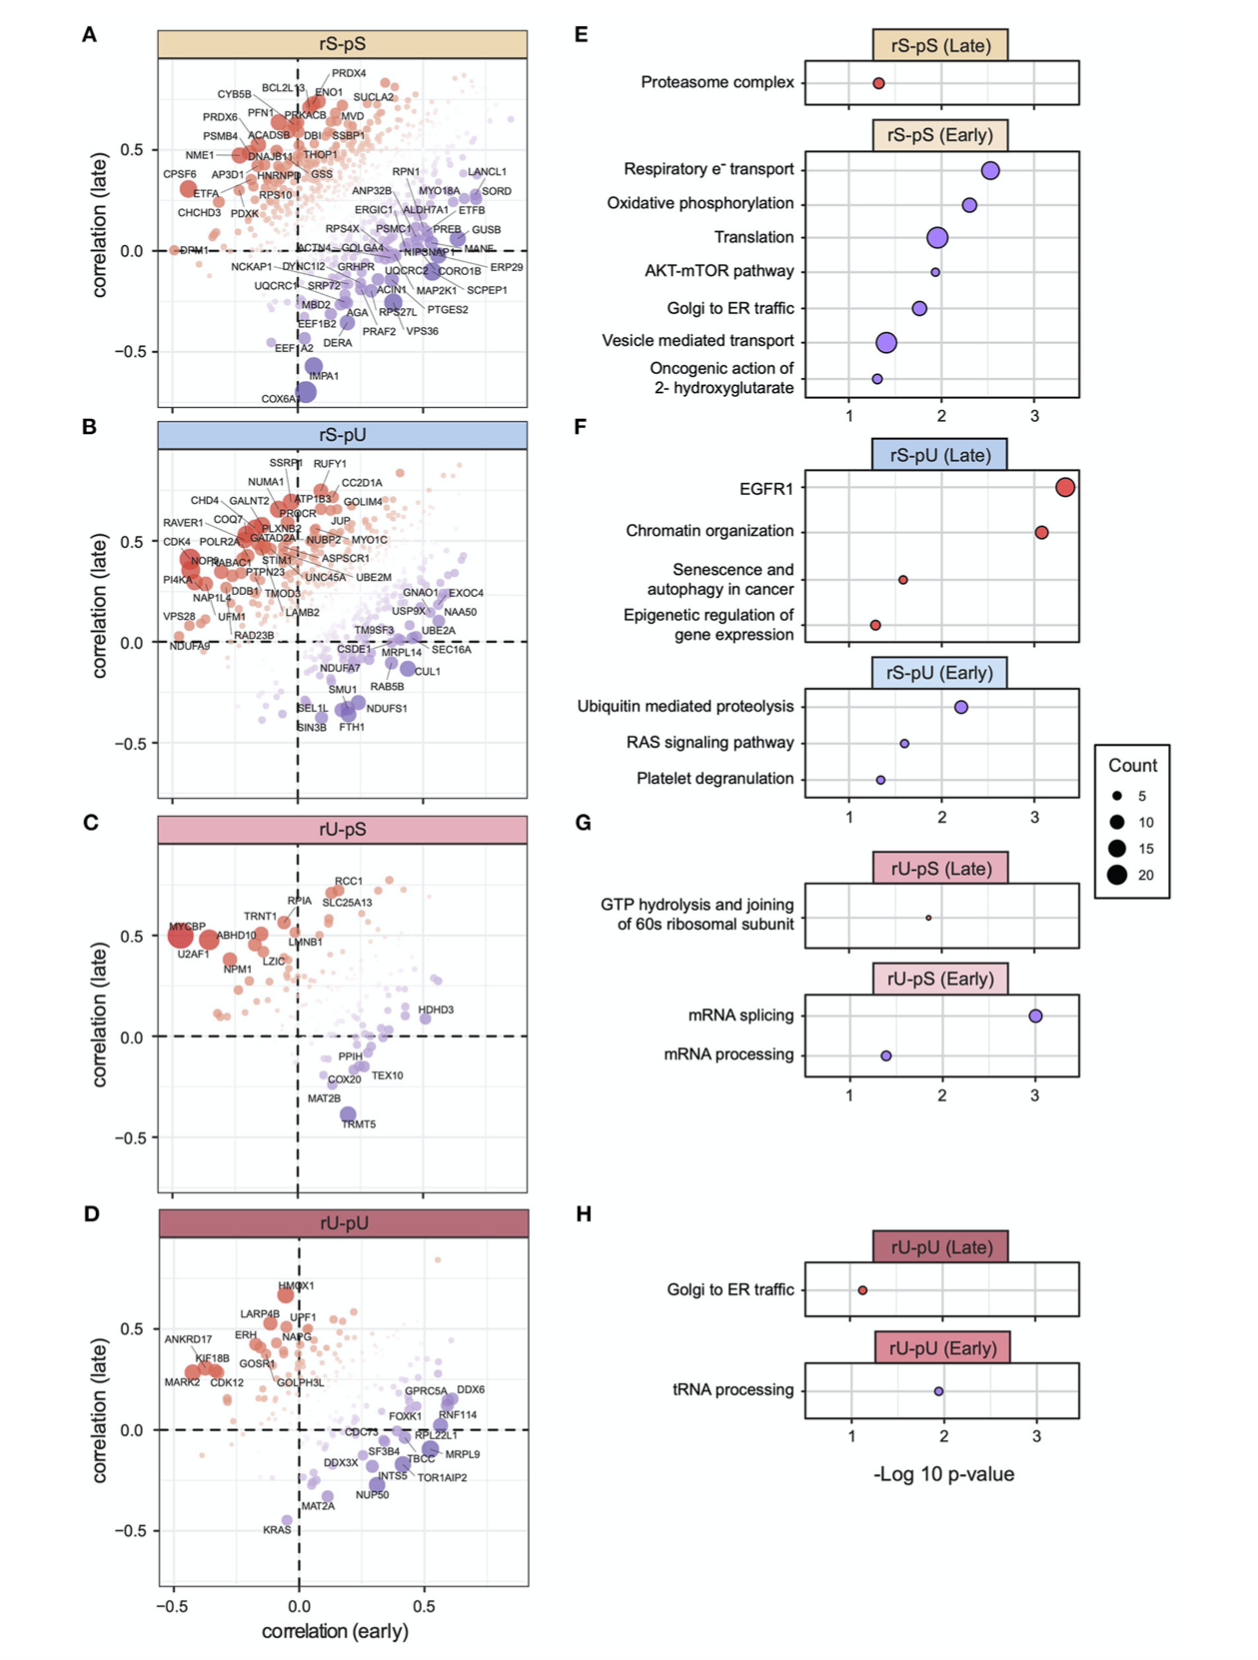 A
rS-pS
PRDX4
BCL2L13
ENO1
CYB5B
SUCLA2
PFN1
PRKACB
MVD
PRDX6
PSMB4
ACADSB
DBI
SSBP1
NME1
DNAJB11
THOP1
CPSF6
AP3D1
HNRNPD
GSS
ETFA
RPS10
CHCHD3
PDXK
DPM1
RPN1
LANCL1
ANP32B
MYO18A
SORD
ERGIC1
ALDH7A1
ETFB
RPS4X
PSMC1
PREB
GUSB
ACTN4
GOLGA4
NIPSNAP1
MANF
NCKAP1
DYNC1I2
GRHPR
UQCRC2
CORO1B
ERP29
UQCRC1
SRP72
ACIN1
MAP2K1
SCPEP1
MBD2
AGA
RPS27L
PTGES2
EEF1B2
PRAF2
VPS36
DERA
EEF1A2
IMPA1
COX6A1
0.5
0.0
−0.5
correlation (late)
B
rS-pU
SSRP1
RUFY1
NUMA1
CC2D1A
CHD4
GALNT2
ATP1B3
GOLIM4
COQ7
PROCR
RAVER1
PLXNB2
JUP
CDK4
POLR2A
GATAD2A
NUBP2
MYO1C
NOP9
RABAC1
STIM1
ASPSCR1
PI4KA
PTPN23
UNC45A
UBE2M
NAP1L4
DDB1
TMOD3
VPS28
UFM1
LAMB2
RAD23B
NDUFA9
GNAO1
EXOC4
USP9X
NAA50
TM9SF3
UBE2A
CSDE1
MRPL14
SEC16A
NDUFA7
CUL1
RAB5B
SMU1
SEL1L
NDUFS1
SIN3B
FTH1
0.5
0.0
−0.5
correlation (late)
C
rU-pS
RCC1
RPIA
SLC25A13
TRNT1
MYCBP
ABHD10
LMNB1
U2AF1
LZIC
NPM1
HDHD3
PPIH
COX20
TEX10
MAT2B
TRMT5
0.5
0.0
−0.5
correlation (late)
D
rU-pU
HMOX1
LARP4B
UPF1
ANKRD17
ERH
NAPG
KIF18B
GOSR1
MARK2
CDK12
GOLPH3L
GPRC5A
DDX6
FOXK1
RNF114
CDC73
RPL22L1
SF3B4
TBCC
MRPL9
DDX3X
INTS5
TOR1AIP2
NUP50
MAT2A
KRAS
0.5
0.0
−0.5
correlation (late)
−0.5
0.0
0.5
correlation (early)
E
rS-pS (Late)
Proteasome complex
rS-pS (Early)
Respiratory e⁻ transport
Oxidative phosphorylation
Translation
AKT-mTOR pathway
Golgi to ER traffic
Vesicle mediated transport
Oncogenic action of
2- hydroxyglutarate
1
2
3
F
rS-pU (Late)
EGFR1
Chromatin organization
Senescence and
autophagy in cancer
Epigenetic regulation of
gene expression
rS-pU (Early)
Ubiquitin mediated proteolysis
RAS signaling pathway
Platelet degranulation
1
2
3
Count
5
10
15
20
G
rU-pS (Late)
GTP hydrolysis and joining
of 60s ribosomal subunit
rU-pS (Early)
mRNA splicing
mRNA processing
1
2
3
H
rU-pU (Late)
Golgi to ER traffic
rU-pU (Early)
tRNA processing
1
2
3
-Log 10 p-value